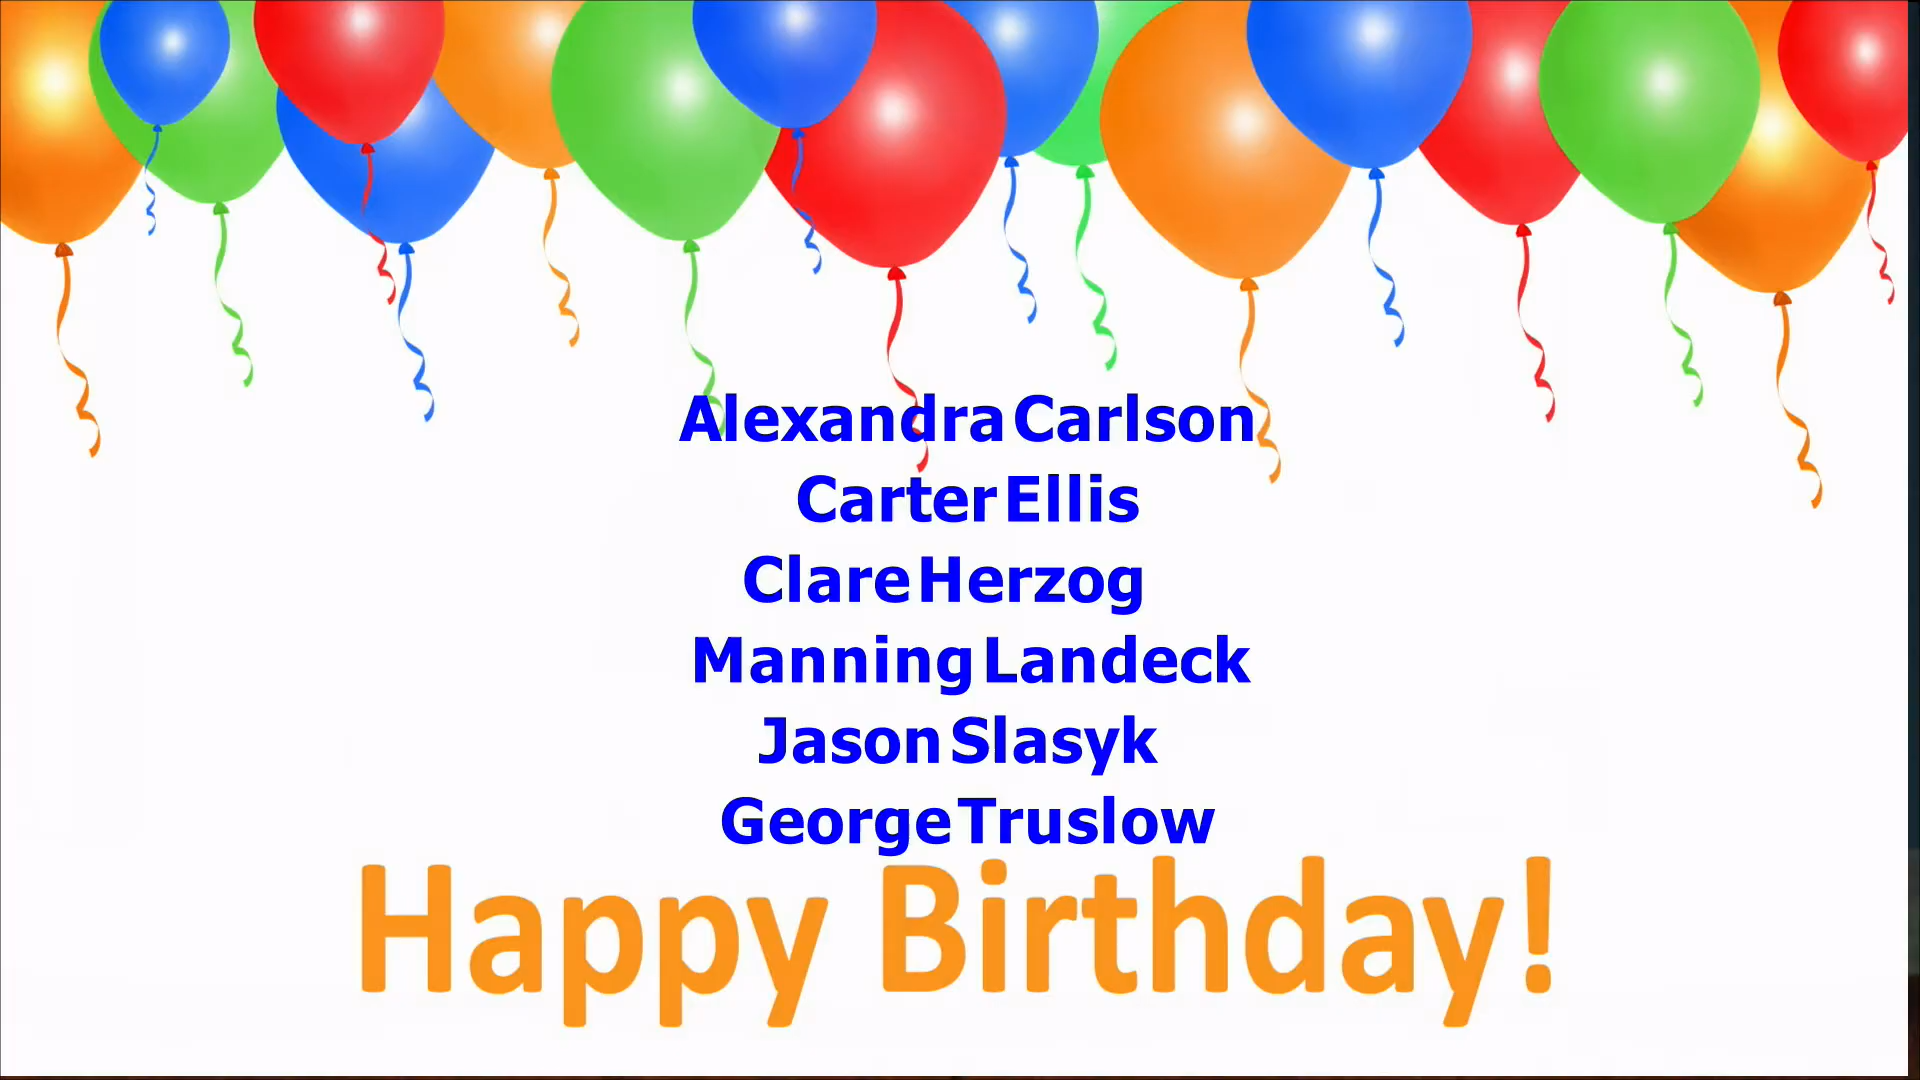 Alexandra Carlson
Carter Ellis
Clare Herzog
Manning Landeck
Jason Slasyk
George Truslow
Happy Birthday!